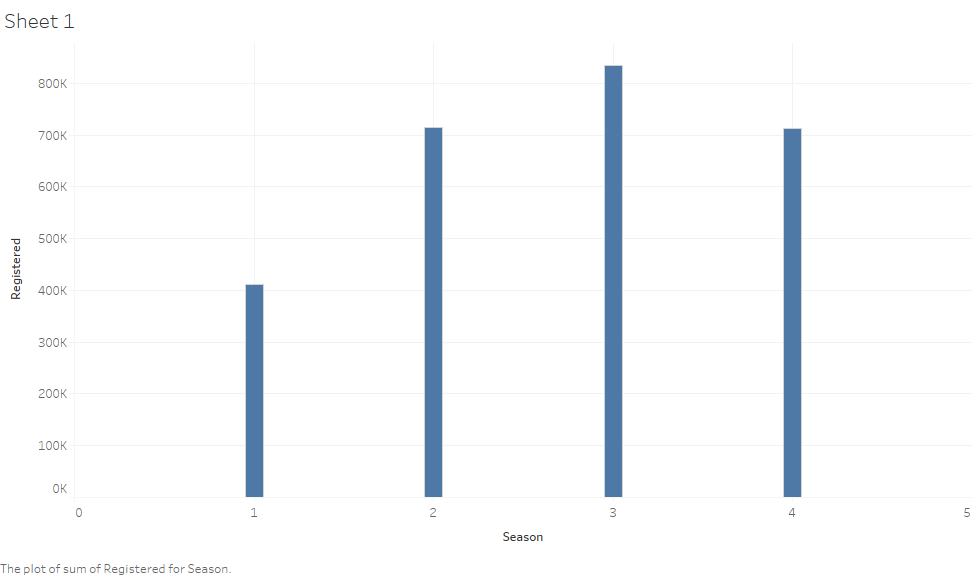 Sheet 1
800K
700K
600K
500K
400K
300K
200K
100K
0K
Registered
0 1 2 3 4 5
Season
The plot of sum of Registered for Season.